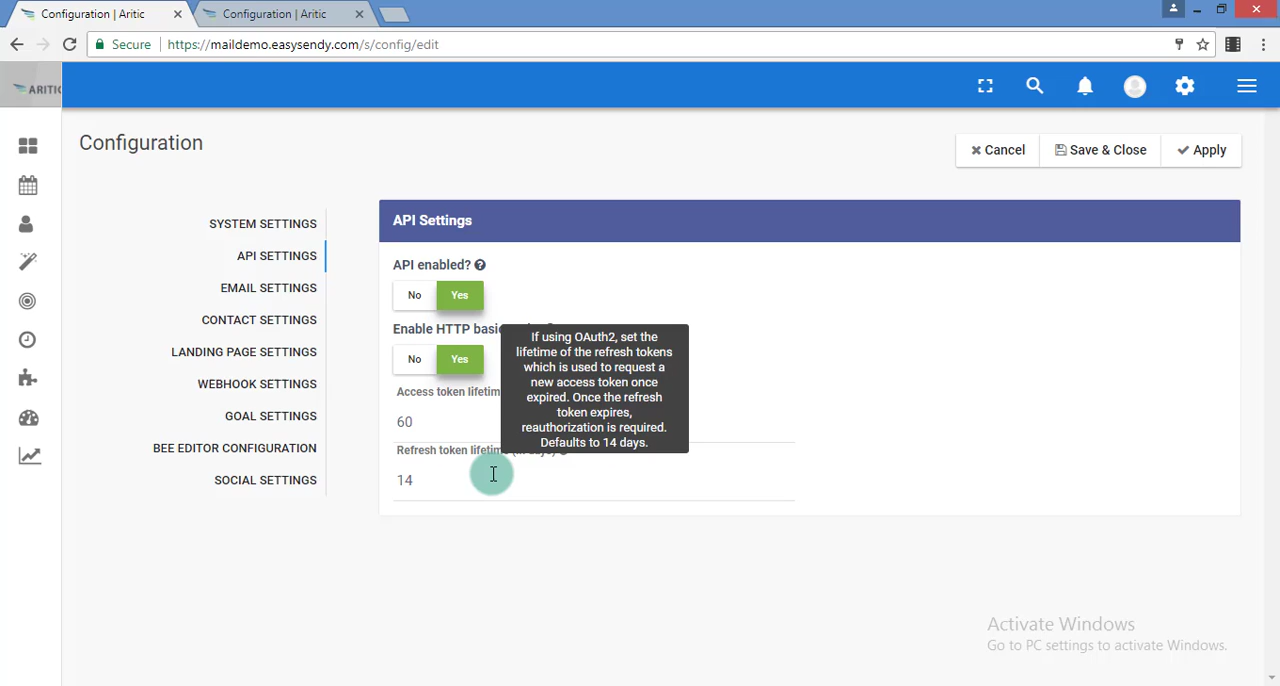 Configuration | Aritic
Configuration | Aritic
Secure
https://maildemo.easysendy.com/s/config/edit
ARITIC
Configuration
Cancel
Save & Close
Apply
SYSTEM SETTINGS
API SETTINGS
EMAIL SETTINGS
CONTACT SETTINGS
LANDING PAGE SETTINGS
WEBHOOK SETTINGS
GOAL SETTINGS
BEE EDITOR CONFIGURATION
SOCIAL SETTINGS
API Settings
API enabled?
No
Yes
Enable HTTP basic
No
Yes
Access token lifetim
60
Refresh token lifetime
14
If using OAuth2, set the
lifetime of the refresh tokens
which is used to request a
new access token once
expired. Once the refresh
token expires,
reauthorization is required.
Defaults to 14 days.
Activate Windows
Go to PC settings to activate Windows.